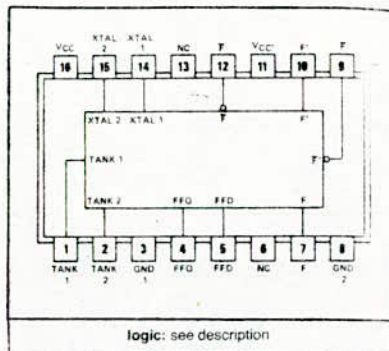 XTAL XTAL
VCC 2 1 NC F̅ VCC' F' F̅
16 15 14 13 12 11 10 9
XTAL 2 XTAL 1 F̅ F'
TANK 1 F̅'
TANK 2 FFQ FFD F
1 2 3 4 5 6 7 8
TANK TANK GND FFQ FFD NC F GND
1 2 1 2
logic: see description